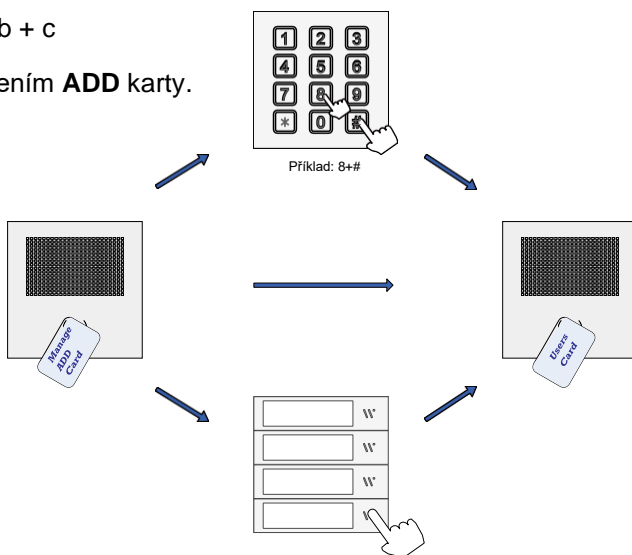 b + c
ením ADD karty.
1 2 3
4 5 6
7 8 9
* 0 #
Příklad: 8+#
Manage
ADD
Card
Users
Card